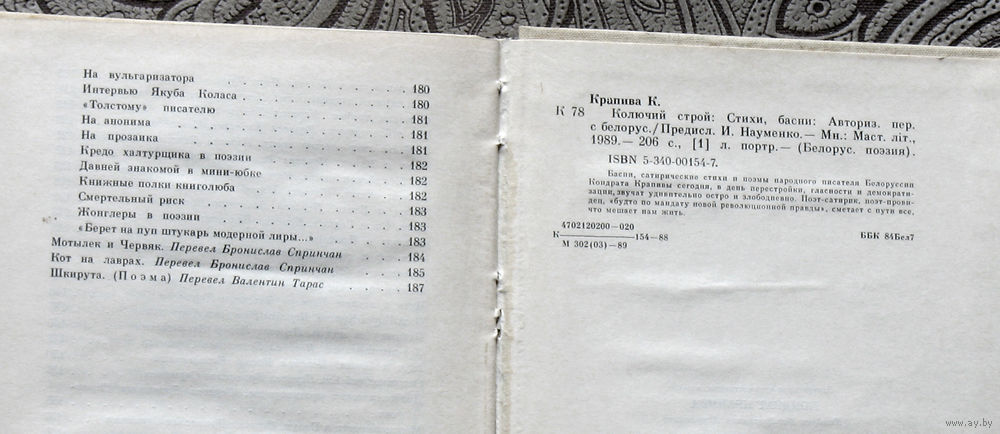 На вульгаризатора . . . . . . . . . . 180
Интервью Якуба Коласа . . . . . . . . . 180
«Толстому» писателю . . . . . . . . . . 181
На анонима . . . . . . . . . . . . 181
На прозаика . . . . . . . . . . . . 181
Кредо халтурщика в поэзии . . . . . . . . 182
Давней знакомой в мини-юбке . . . . . . . 182
Книжные полки книголюба . . . . . . . . 182
Смертельный риск . . . . . . . . . . 183
Жонглеры в поэзии . . . . . . . . . . 183
«Берет на пуп штукарь модерной лиры...» . . . . 183
Мотылек и Червяк. Перевел Бронислав Спринчан . . . . 184
Кот на лаврах. Перевел Бронислав Спринчан . . . . 185
Шкирута. (Поэма) Перевел Валентин Тарас . . . . 187
Крапива К.
К 78 Колючий строй: Стихи, басни: Авториз. пер.
с белорус./Предисл. И. Науменко.— Мн.: Маст. літ.,
1989.— 206 с., [1] л. портр.— (Белорус. поэзия).
ISBN 5-340-00154-7.
Басни, сатирические стихи и поэмы народного писателя Белоруссии
Кондрата Крапивы сегодня, в день перестройки, гласности и демократи-
зации, звучат удивительно остро и злободневно. Поэт-сатирик, поэт-прови-
дец, «будто по мандату новой революционной правды», сметает с пути все,
что мешает нам жить.
4702120200—020
К————————154—88
М 302(03)—89
ББК 84Бел7
www.ay.by